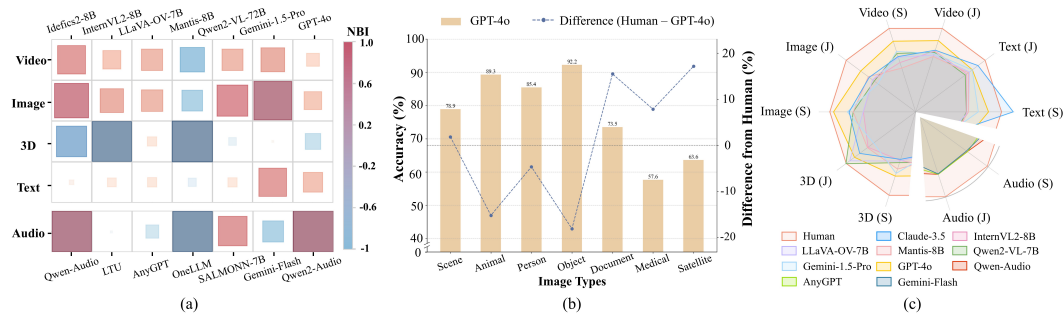 Idefics2-8B
InternVL2-8B
LLaVA-OV-7B
Mantis-8B
Qwen2-VL-72B
Gemini-1.5-Pro
GPT-4o
NBI
Video
Image
3D
Text
Audio
1.0
0.6
0.2
-0.2
-0.6
-1
Qwen-Audio
LTU
AnyGPT
OneLLM
SALMONN-7B
Gemini-Flash
Qwen2-Audio
(a)
GPT-4o
Difference (Human – GPT-4o)
Accuracy (%)
100
90
80
70
60
50
40
0
78.9
89.3
85.4
92.2
73.5
57.6
63.6
20
10
0
-10
-20
Difference from Human (%)
Scene
Animal
Person
Object
Document
Medical
Satellite
Image Types
(b)
Video (S)
Video (J)
Image (J)
Text (J)
Image (S)
Text (S)
3D (J)
Audio (S)
3D (S)
Audio (J)
Human
Claude-3.5
InternVL2-8B
LLaVA-OV-7B
Mantis-8B
Qwen2-VL-7B
Gemini-1.5-Pro
GPT-4o
Qwen-Audio
AnyGPT
Gemini-Flash
(c)